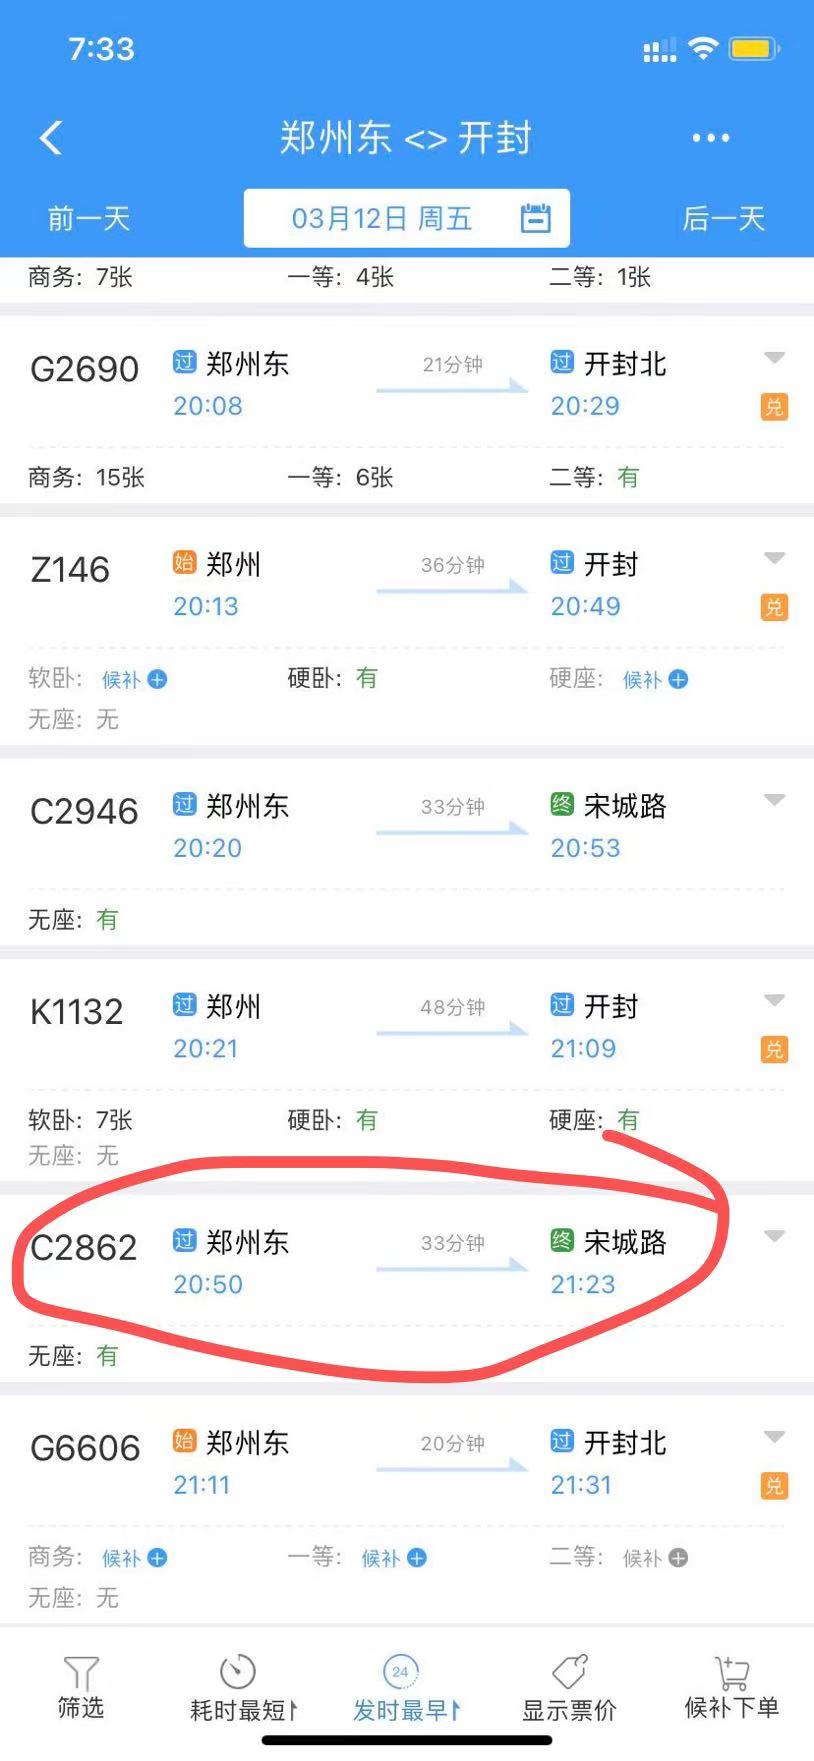 7:33
郑州东 <> 开封
前一天 03月12日 周五 后一天
商务: 7张 一等: 4张 二等: 1张
G2690 过 郑州东 21分钟 过 开封北
20:08 20:29 兑
商务: 15张 一等: 6张 二等: 有
Z146 始 郑州 36分钟 过 开封
20:13 20:49 兑
软卧: 候补 硬卧: 有 硬座: 候补
无座: 无
C2946 过 郑州东 33分钟 终 宋城路
20:20 20:53
无座: 有
K1132 过 郑州 48分钟 过 开封
20:21 21:09 兑
软卧: 7张 硬卧: 有 硬座: 有
无座: 无
C2862 过 郑州东 33分钟 终 宋城路
20:50 21:23
无座: 有
G6606 始 郑州东 20分钟 过 开封北
21:11 21:31 兑
商务: 候补 一等: 候补 二等: 候补
无座: 无
24
筛选 耗时最短 发时最早 显示票价 候补下单